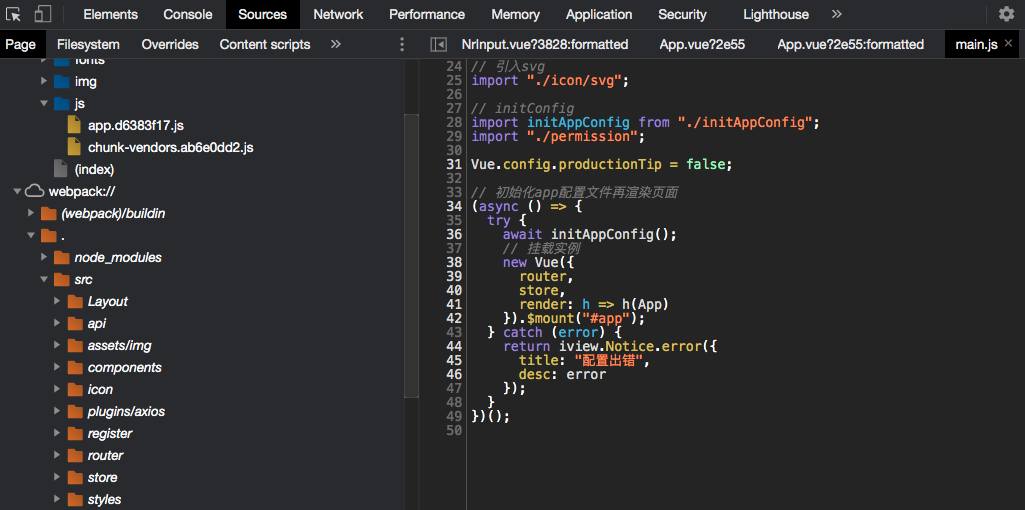 Elements Console Sources Network Performance Memory Application Security Lighthouse »
Page Filesystem Overrides Content scripts » NrInput.vue?3828:formatted App.vue?2e55 App.vue?2e55:formatted main.js ×
fonts
img
js
app.d6383f17.js
chunk-vendors.ab6e0dd2.js
(index)
webpack://
(webpack)/buildin
.
node_modules
src
Layout
api
assets/img
components
icon
plugins/axios
register
router
store
styles
24 // 引入svg
25 import "./icon/svg";
26
27 // initConfig
28 import initAppConfig from "./initAppConfig";
29 import "./permission";
30
31 Vue.config.productionTip = false;
32
33 // 初始化app配置文件再渲染页面
34 (async () => {
35 try {
36 await initAppConfig();
37 // 挂载实例
38 new Vue({
39 router,
40 store,
41 render: h => h(App)
42 }).$mount("#app");
43 } catch (error) {
44 return iview.Notice.error({
45 title: "配置出错",
46 desc: error
47 });
48 }
49 })();
50